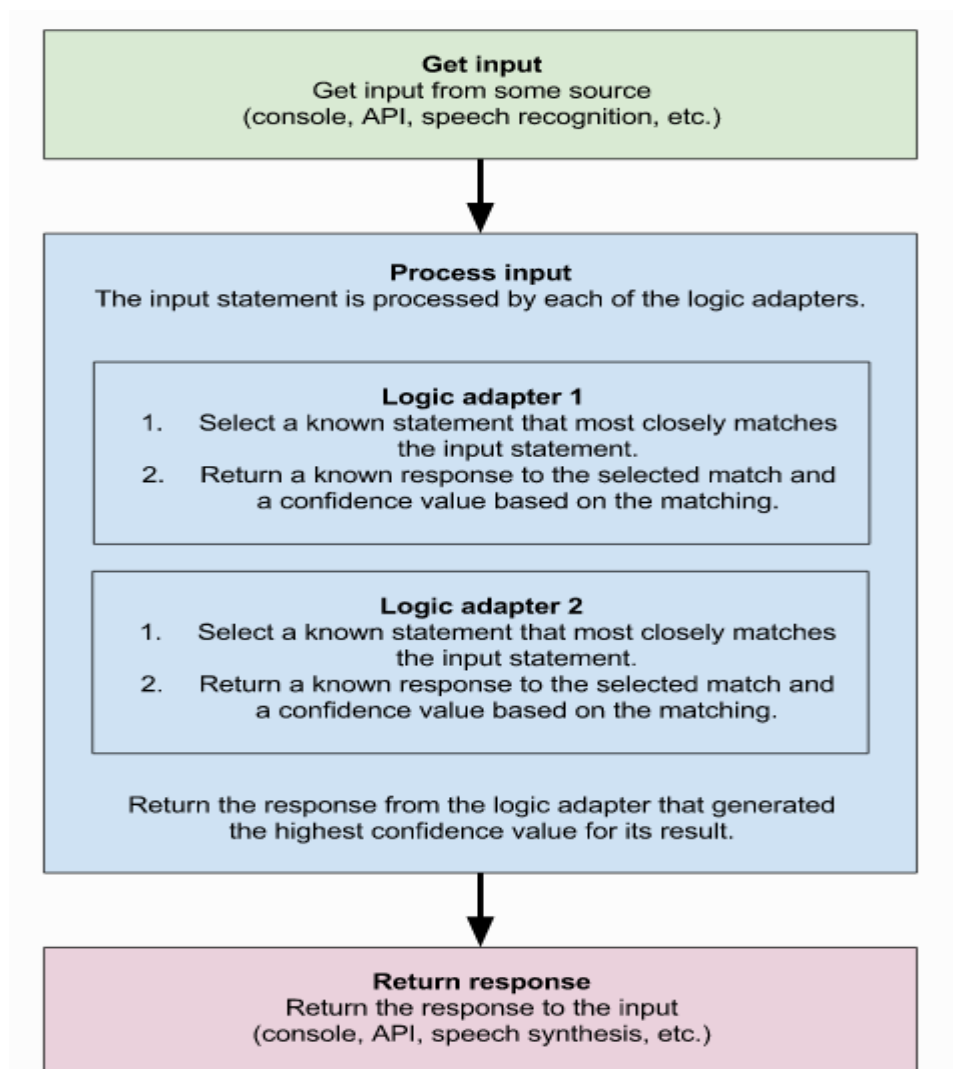 Get input
Get input from some source
(console, API, speech recognition, etc.)
Process input
The input statement is processed by each of the logic adapters.
Logic adapter 1
1. Select a known statement that most closely matches
the input statement.
2. Return a known response to the selected match and
a confidence value based on the matching.
Logic adapter 2
1. Select a known statement that most closely matches
the input statement.
2. Return a known response to the selected match and
a confidence value based on the matching.
Return the response from the logic adapter that generated
the highest confidence value for its result.
Return response
Return the response to the input
(console, API, speech synthesis, etc.)